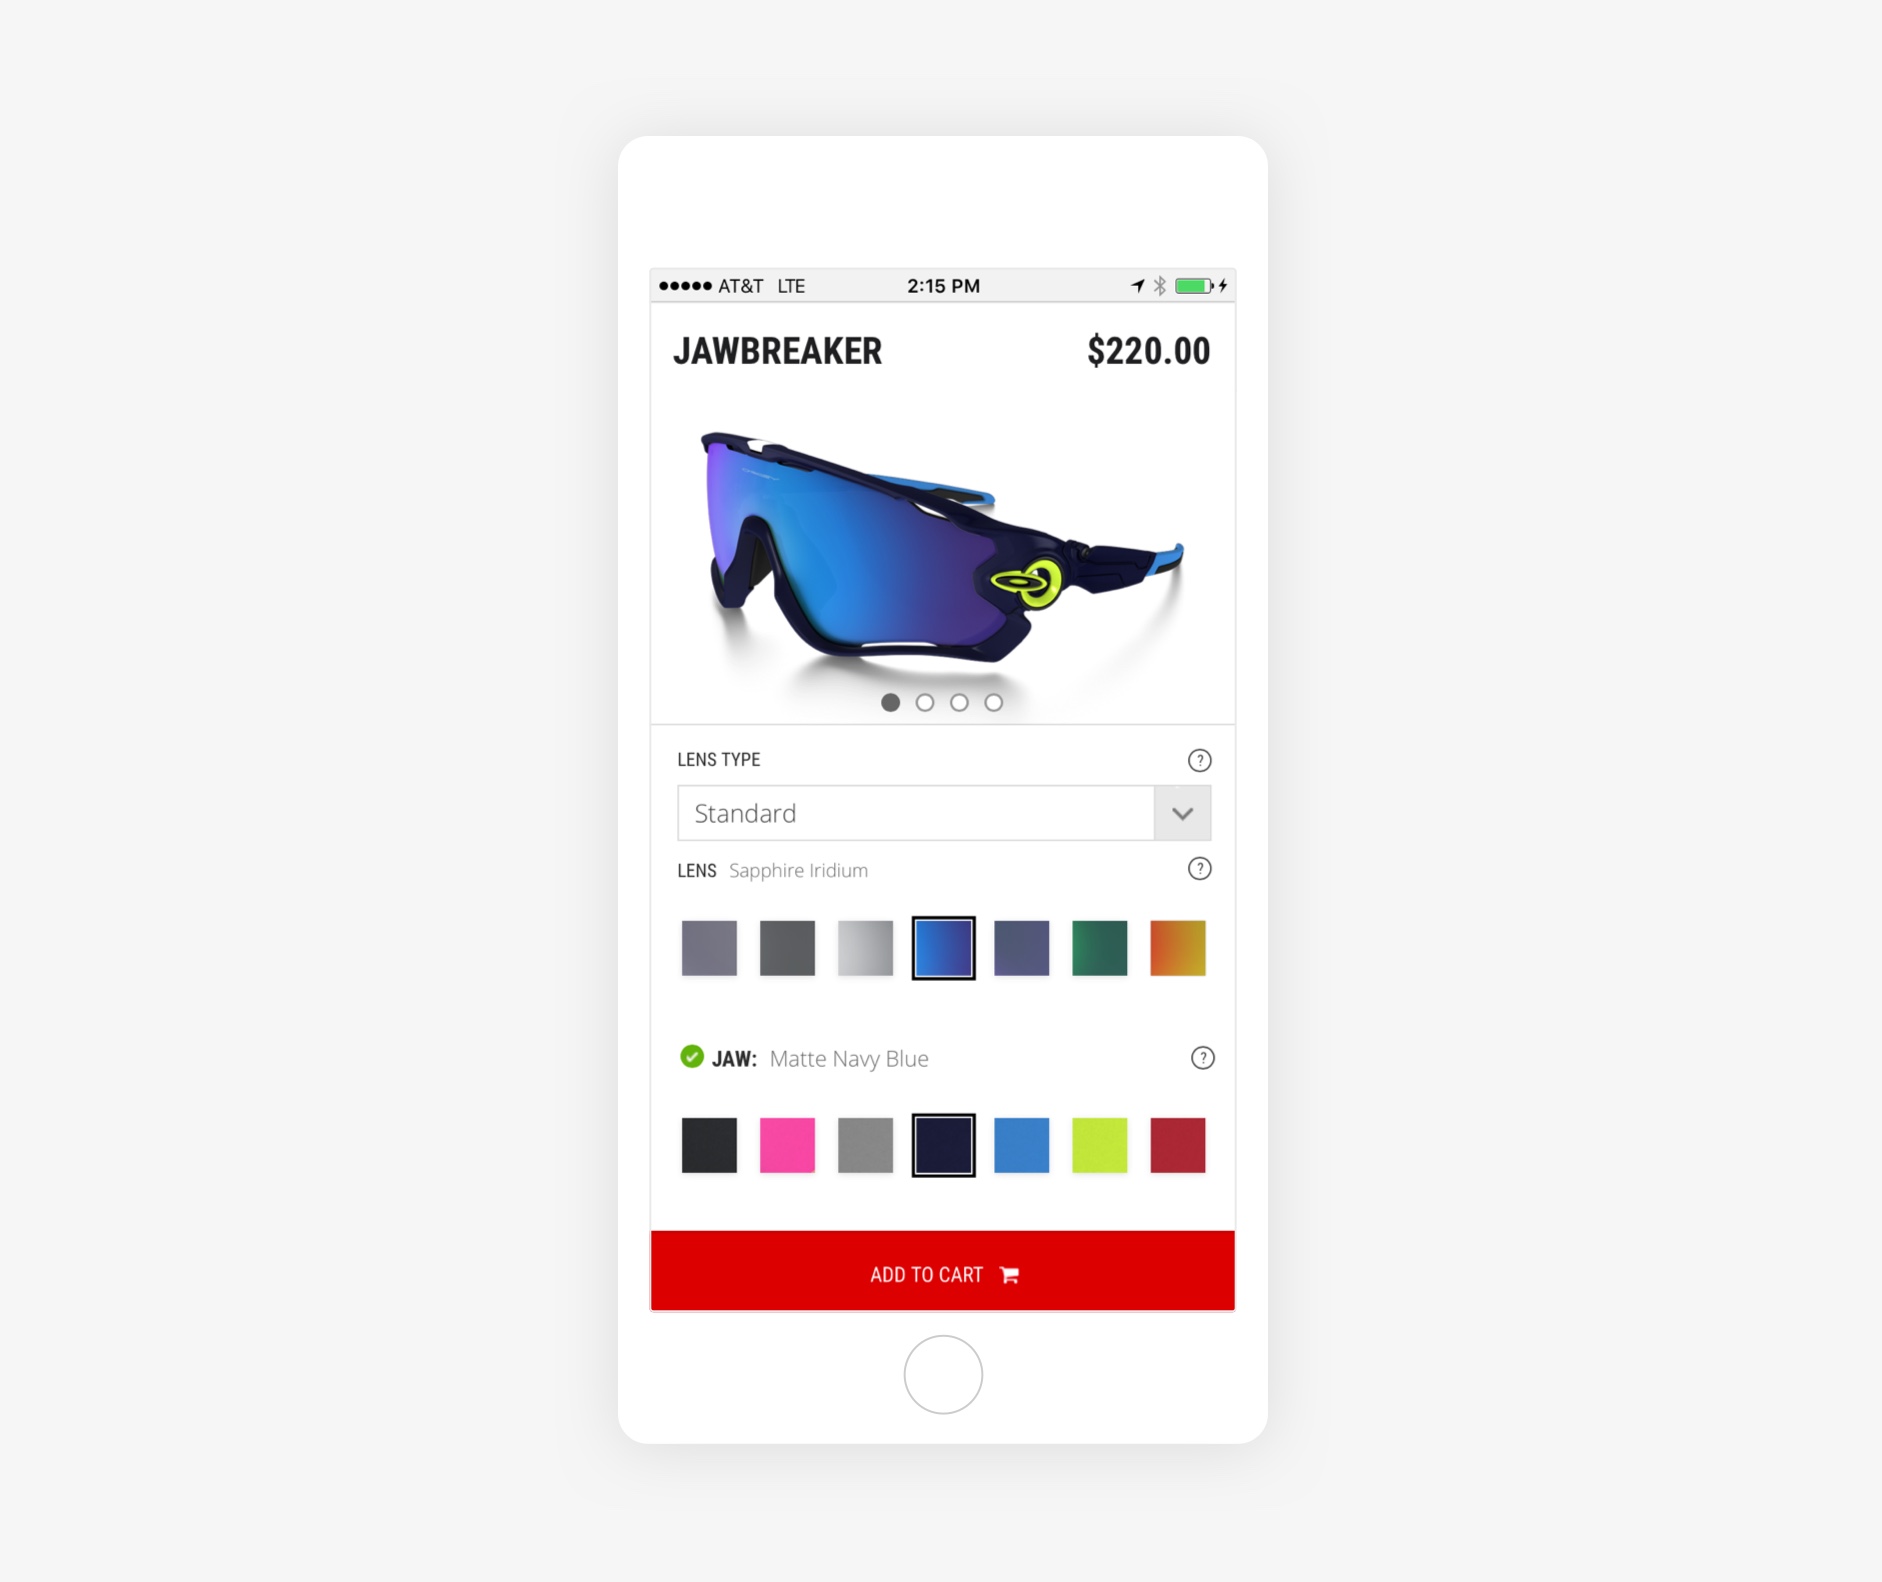 AT&T LTE 2:15 PM
JAWBREAKER $220.00
LENS TYPE ?
Standard
LENS Sapphire Iridium ?
JAW: Matte Navy Blue ?
ADD TO CART